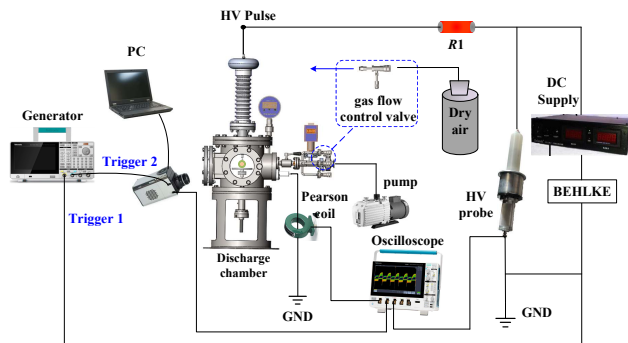 HV Pulse
R1
PC
DC
Supply
Generator
gas flow
control valve
Dry
air
Trigger 2
Trigger 1
Pearson
coil
pump
HV
probe
BEHLKE
Oscilloscope
Discharge
chamber
GND
GND